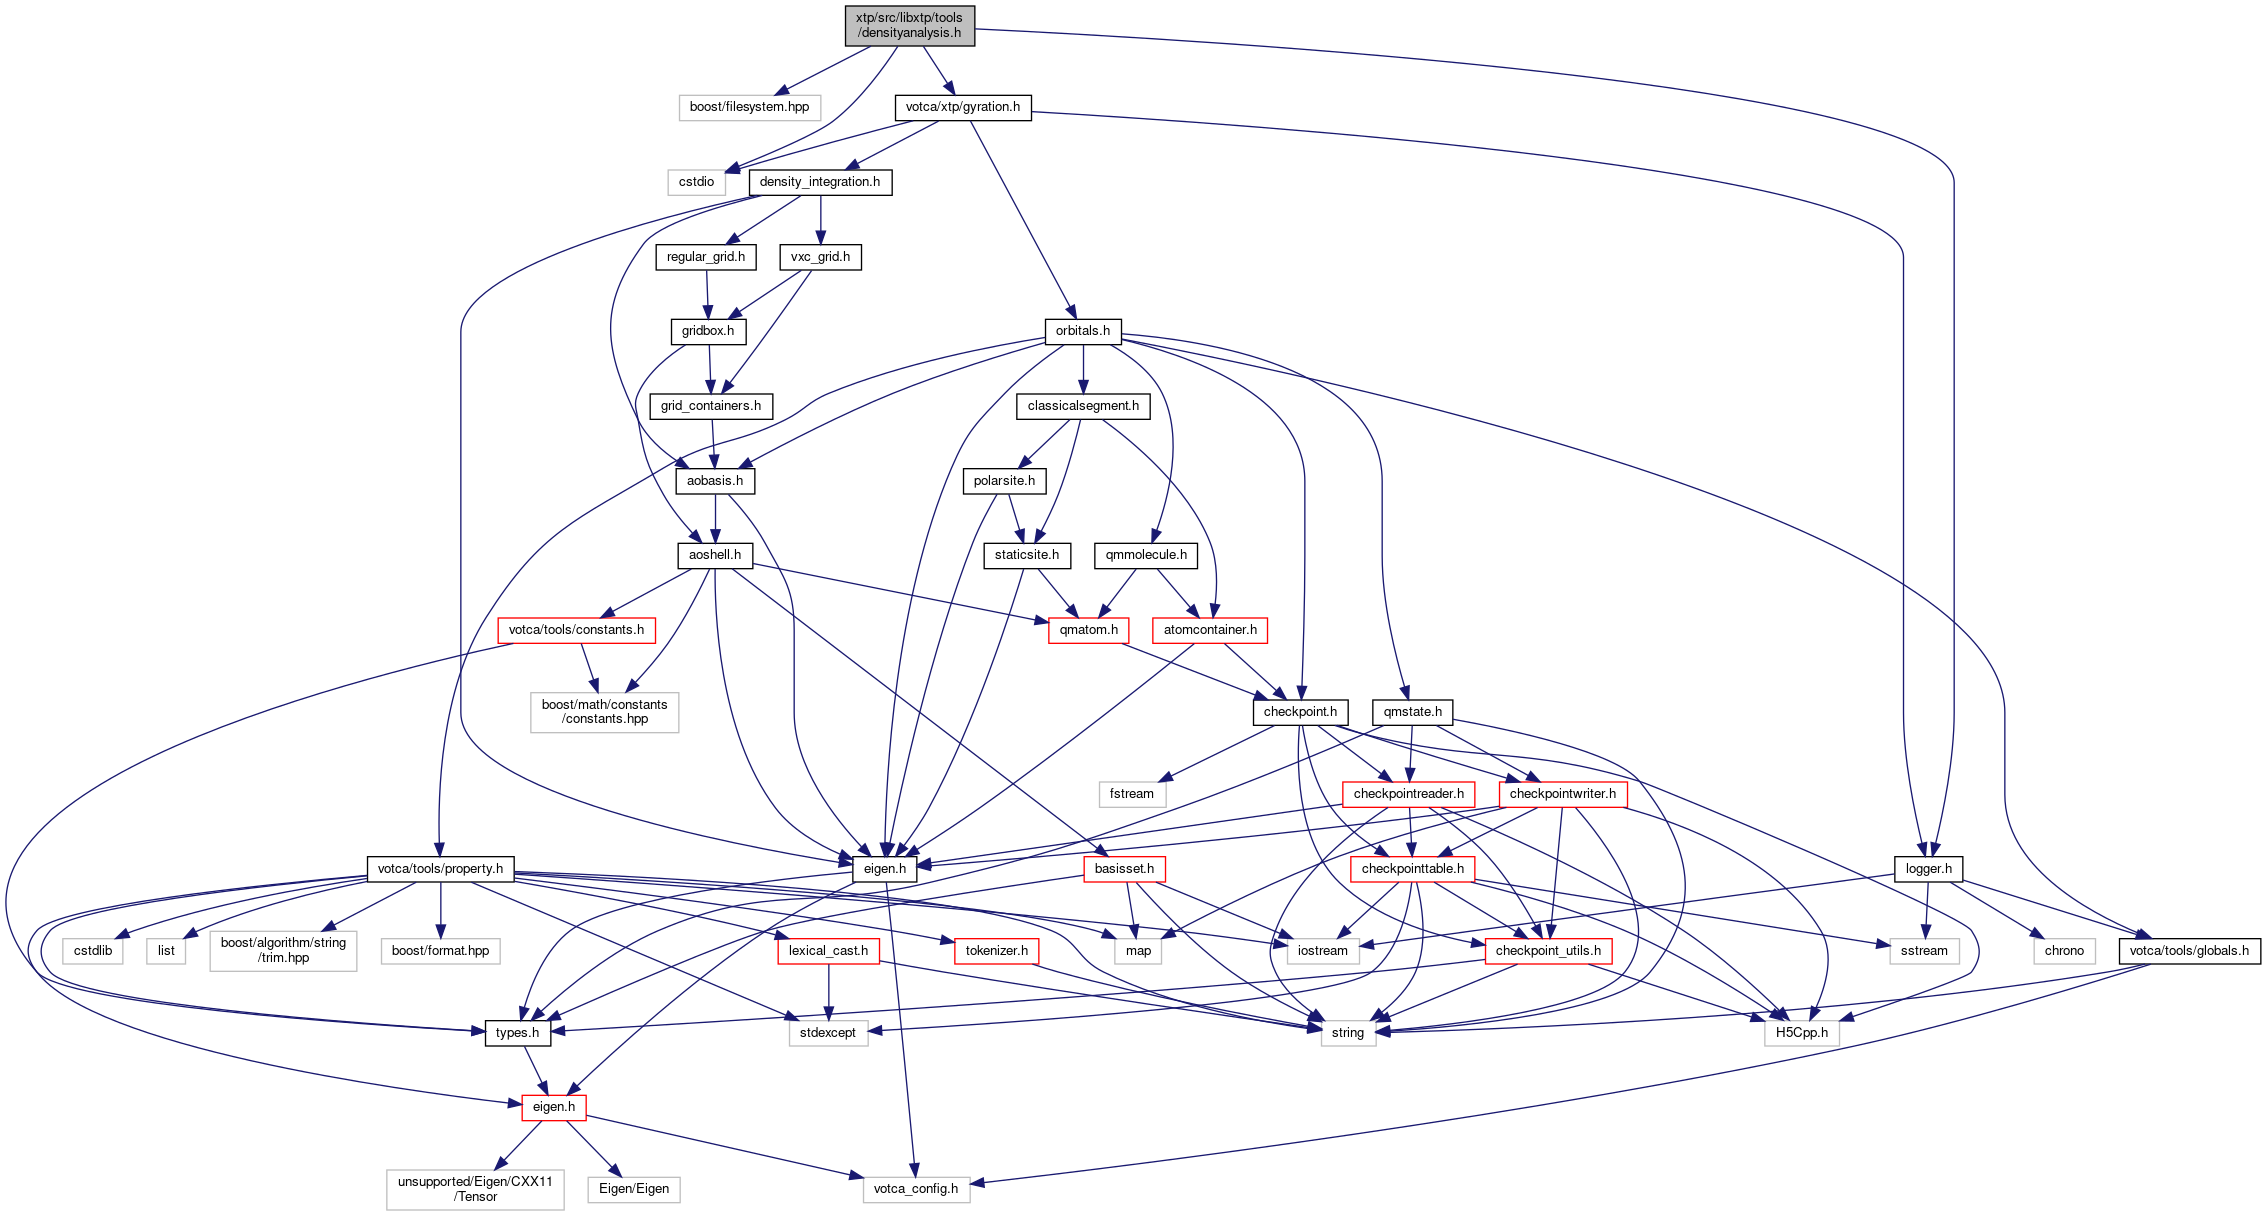 xtp/src/libxtp/tools
/densityanalysis.h
boost/filesystem.hpp
votca/xtp/gyration.h
cstdio
density_integration.h
regular_grid.h
vxc_grid.h
gridbox.h
orbitals.h
grid_containers.h
classicalsegment.h
aobasis.h
polarsite.h
aoshell.h
staticsite.h
qmmolecule.h
votca/tools/constants.h
qmatom.h
atomcontainer.h
boost/math/constants
/constants.hpp
checkpoint.h
qmstate.h
fstream
checkpointreader.h
checkpointwriter.h
votca/tools/property.h
eigen.h
basisset.h
checkpointtable.h
logger.h
cstdlib
list
boost/algorithm/string
/trim.hpp
boost/format.hpp
lexical_cast.h
tokenizer.h
map
iostream
checkpoint_utils.h
sstream
chrono
votca/tools/globals.h
types.h
stdexcept
string
H5Cpp.h
eigen.h
unsupported/Eigen/CXX11
/Tensor
Eigen/Eigen
votca_config.h